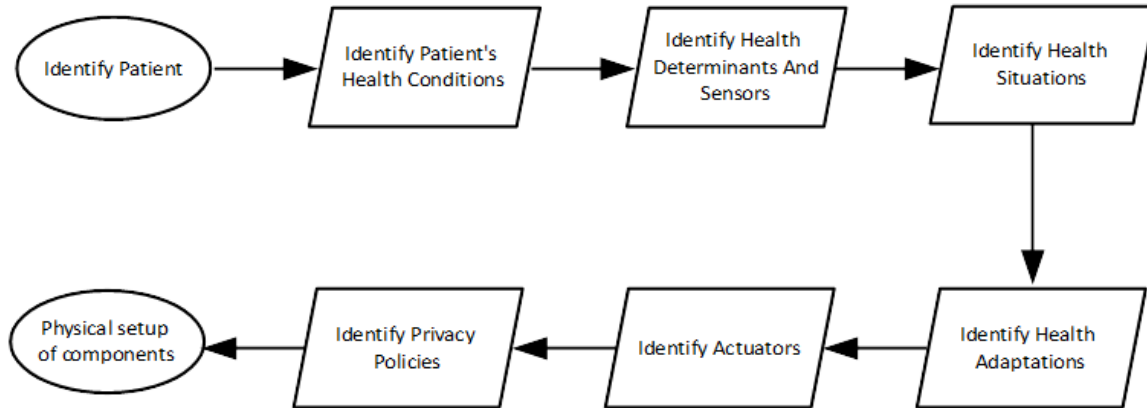 Identify Patient
Identify Patient's
Health Conditions
Identify Health
Determinants And
Sensors
Identify Health
Situations
Identify Health
Adaptations
Identify Actuators
Identify Privacy
Policies
Physical setup
of components